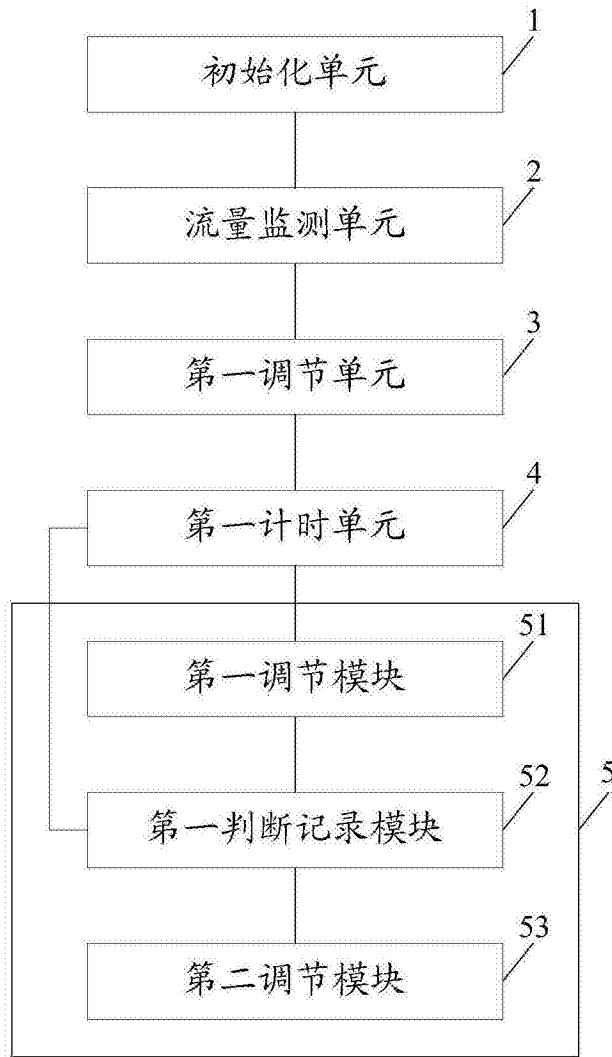 1
初始化单元
2
流量监测单元
3
第一调节单元
4
第一计时单元
51
第一调节模块
52
5
第一判断记录模块
53
第二调节模块